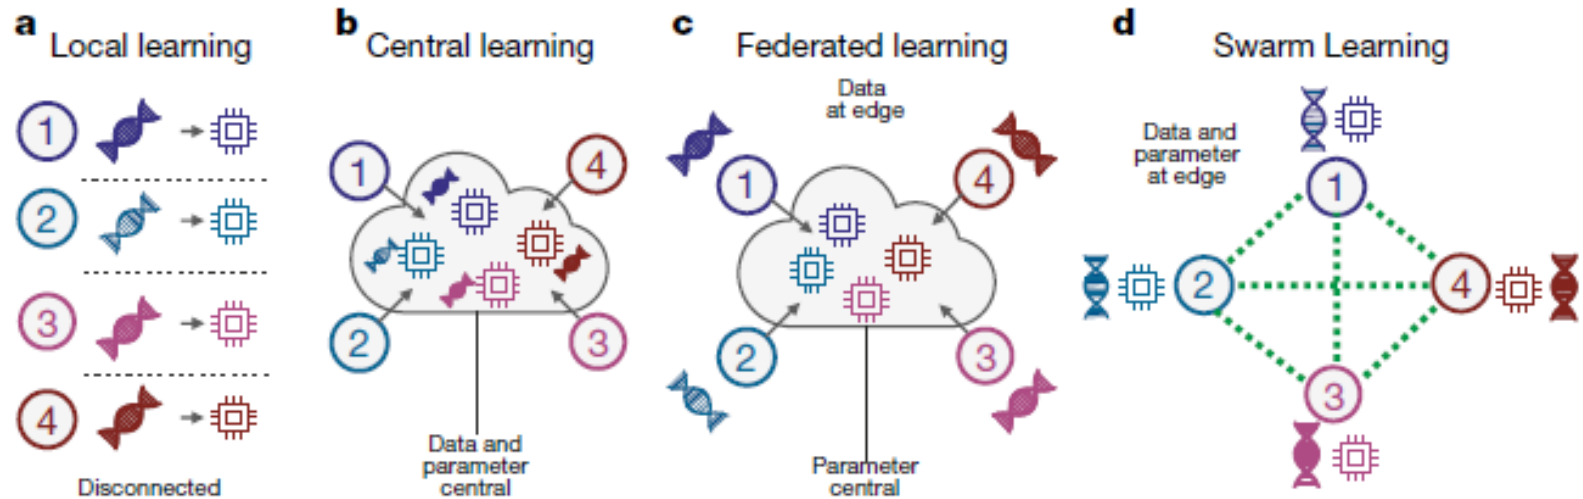 a
Local learning
1
2
3
4
Disconnected
b
Central learning
1
4
2
3
Data and
parameter
central
c
Federated learning
Data
at edge
1
4
2
3
Parameter
central
d
Swarm Learning
Data and
parameter
at edge
1
2
4
3